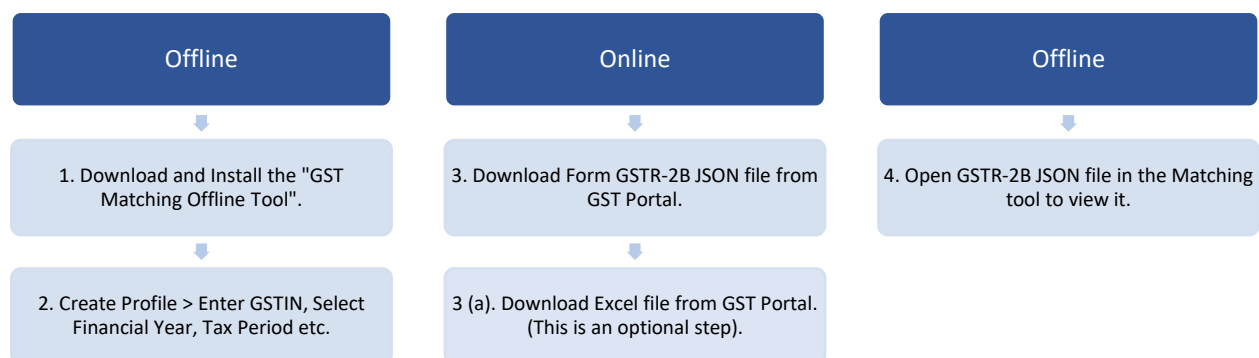 Offline
1. Download and Install the "GST
Matching Offline Tool".
2. Create Profile > Enter GSTIN, Select
Financial Year, Tax Period etc.
Online
3. Download Form GSTR-2B JSON file from
GST Portal.
3 (a). Download Excel file from GST Portal.
(This is an optional step).
Offline
4. Open GSTR-2B JSON file in the Matching
tool to view it.